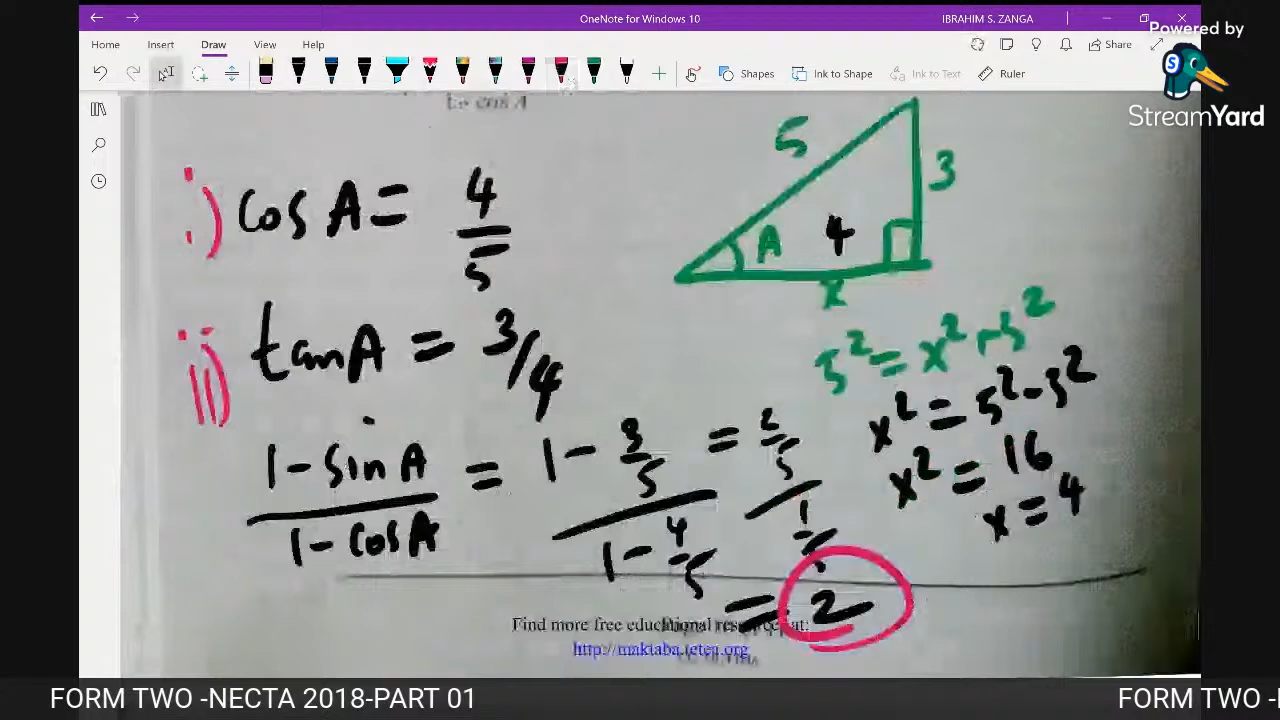 OneNote for Windows 10
IBRAHIM S. ZANGA
Powered by
StreamYard
Home Insert Draw View Help
Share
Shapes Ink to Shape Ink to Text Ruler
be cos A
i) cos A = 4/5
5
3
4
A
x
5² = x² + 3²
x² = 5² - 3²
x² = 16
x = 4
ii) tan A = 3/4
1 - sin A / 1 - cos A = 1 - 3/5 / 1 - 4/5 = 2/5 / 1/5
= 2
Find more free educational resources at:
http://maktaba.tetea.org
FORM TWO -NECTA 2018-PART 01
FORM TWO -